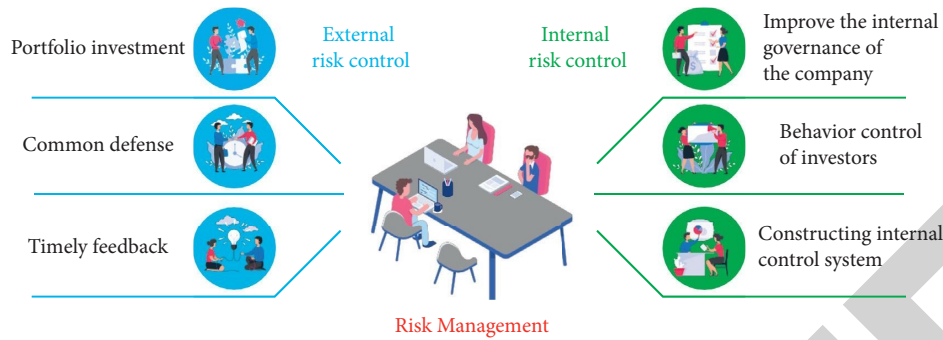 Portfolio investment
External
risk control
Internal
risk control
Improve the internal
governance of
the company
Common defense
Behavior control
of investors
Timely feedback
Constructing internal
control system
Risk Management